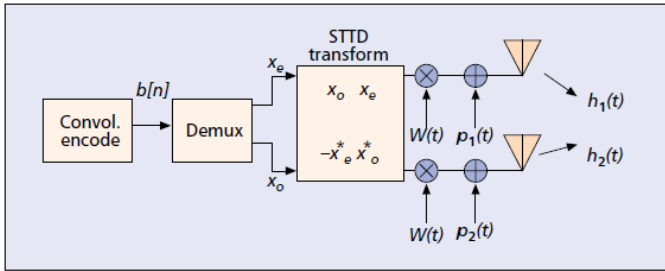 STTD
transform
x_e
b[n]
Convol.
encode
Demux
x_o
x_o x_e
-x*_e x*_o
W(t) p_1(t)
h_1(t)
h_2(t)
W(t) p_2(t)